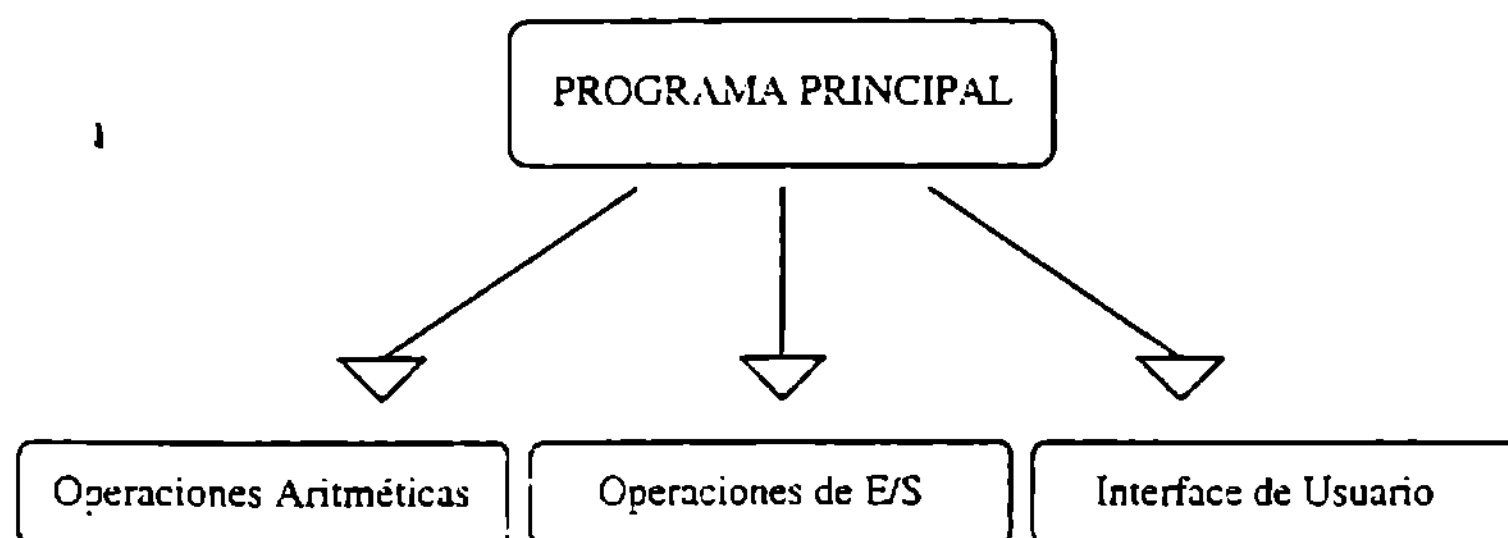 PROGRAMA PRINCIPAL
Operaciones Aritméticas
Operaciones de E/S
Interface de Usuario